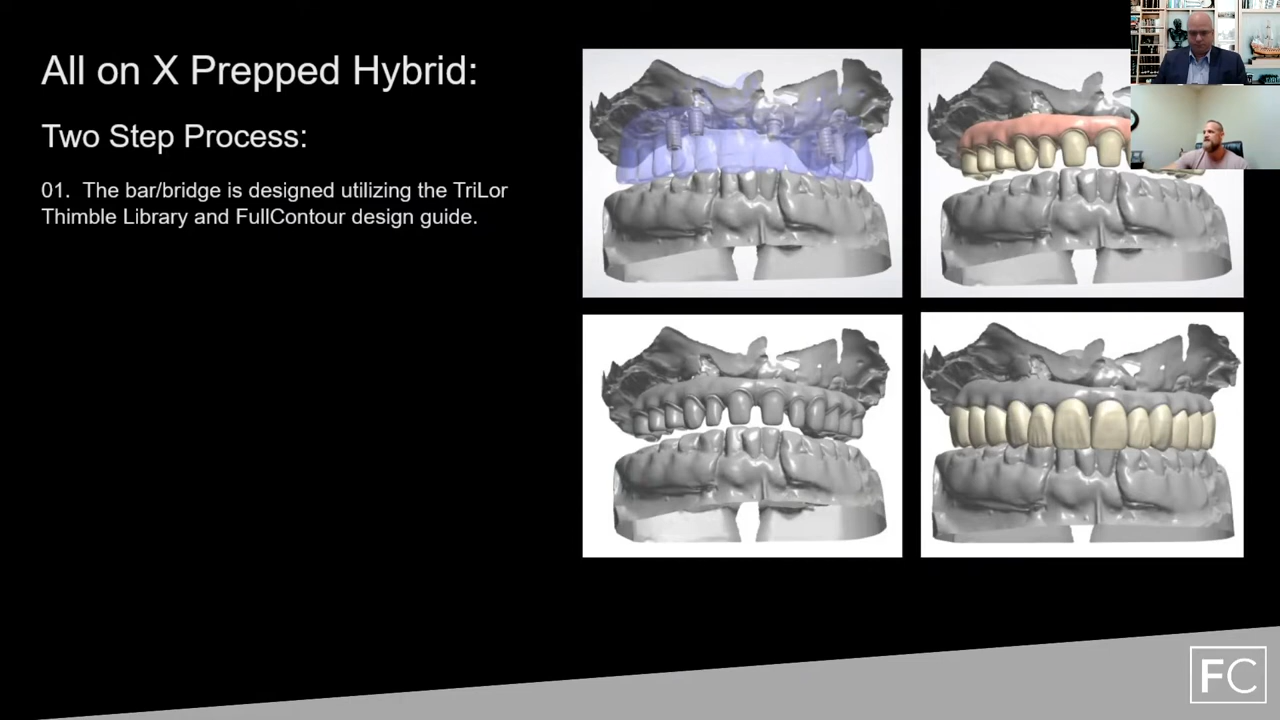 All on X Prepped Hybrid:
Two Step Process:
01.  The bar/bridge is designed utilizing the TriLor
Thimble Library and FullContour design guide.
FC